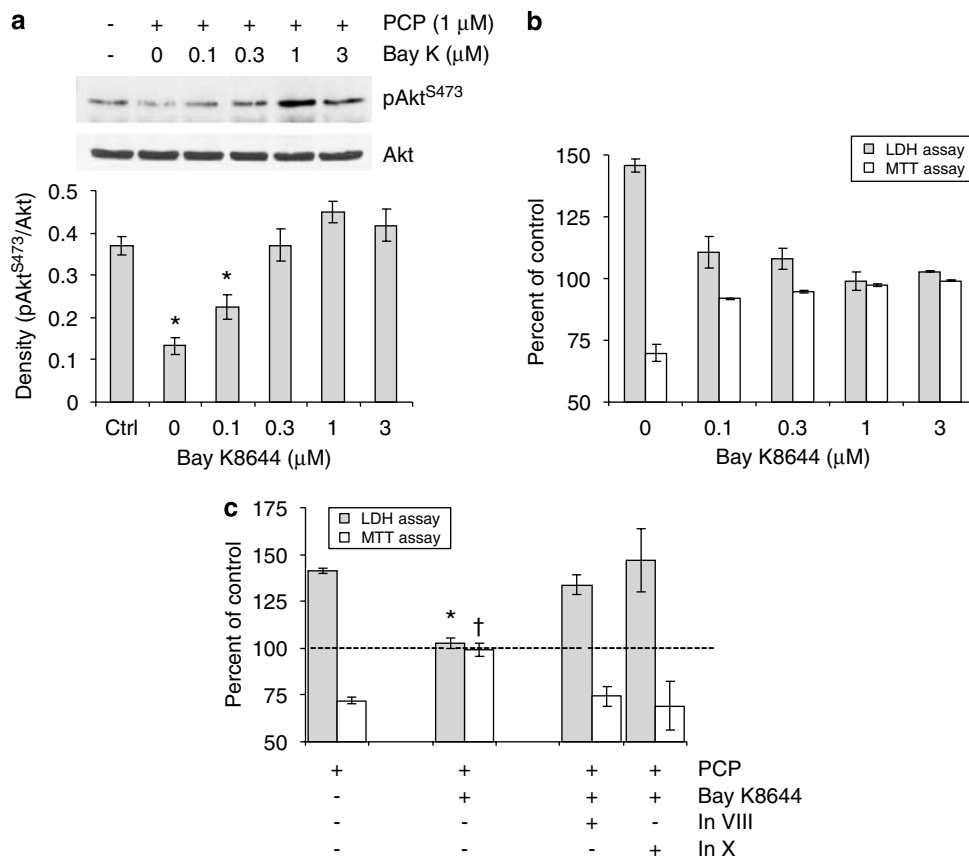 a
- + + + + + PCP (1 μM)
- 0 0.1 0.3 1 3 Bay K (μM)
pAktS473
Akt
Density (pAktS473/Akt)
0.5
0.4
0.3
0.2
0.1
0
* *
Ctrl 0 0.1 0.3 1 3
Bay K8644 (μM)
b
LDH assay
MTT assay
Percent of control
150
125
100
75
50
0 0.1 0.3 1 3
Bay K8644 (μM)
c
LDH assay
MTT assay
Percent of control
175
150
125
100
75
50
* †
+ + + + PCP
- + + + Bay K8644
- - + - In VIII
- - - + In X